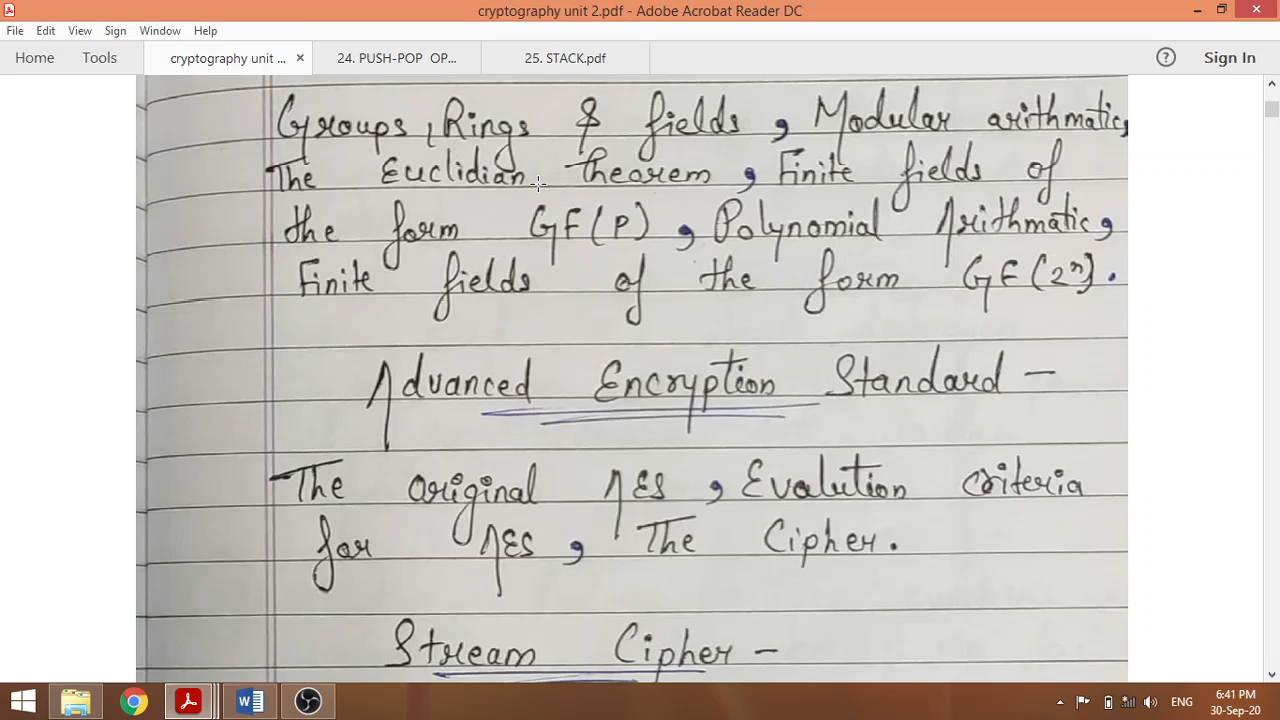 cryptography unit 2.pdf - Adobe Acrobat Reader DC
File Edit View Sign Window Help
Home Tools cryptography unit ... × 24. PUSH-POP OP... 25. STACK.pdf ? Sign In
Groups, Rings & fields, Modular arithmatic,
The Euclidian theorem, Finite fields of
the form GF(P), Polynomial Arithmatic,
Finite fields of the form GF(2ⁿ).
Advanced Encryption Standard -
The original AES, Evalution criteria
for AES, The Cipher.
Stream Cipher -
ENG 6:41 PM
30-Sep-20